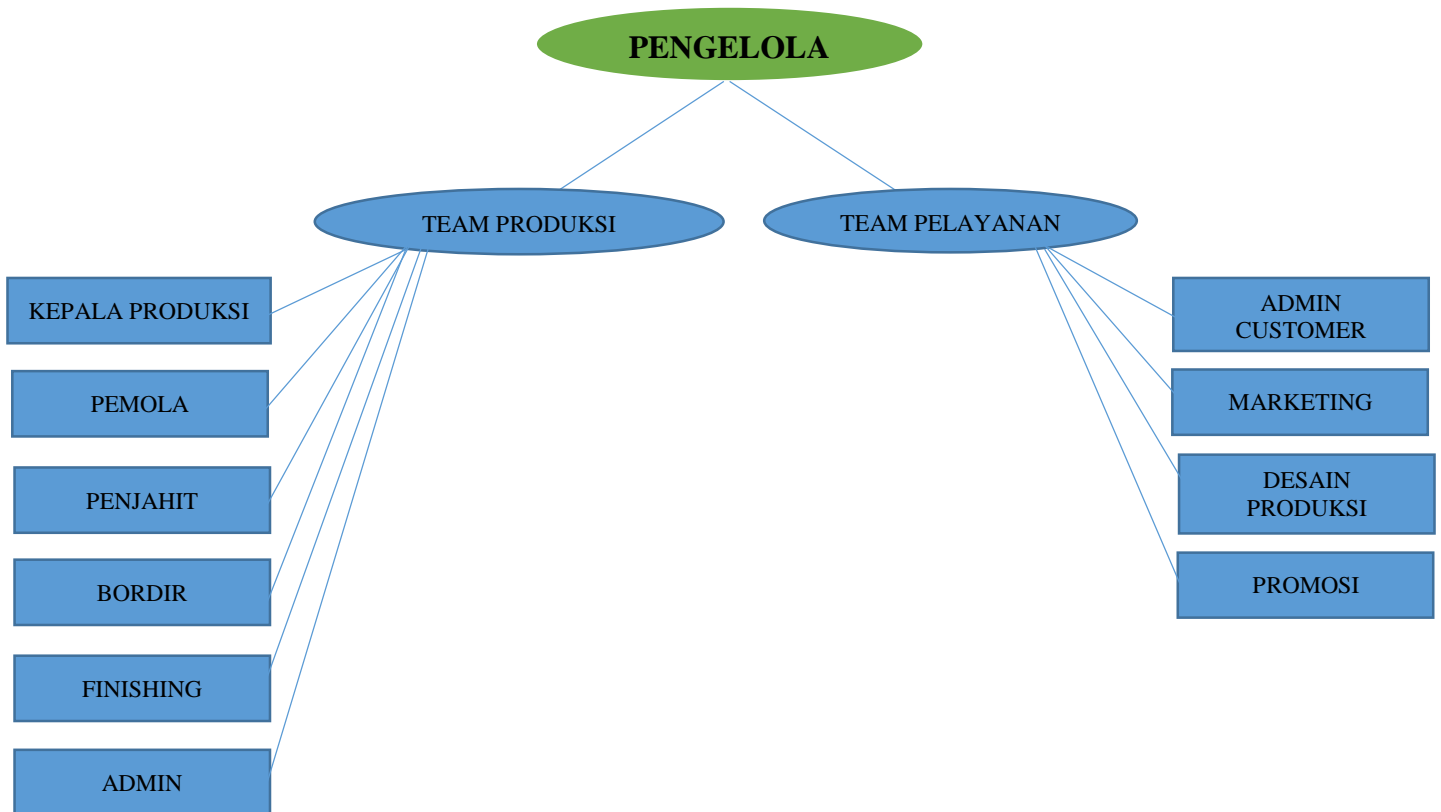 PENGELOLA
TEAM PRODUKSI
TEAM PELAYANAN
KEPALA PRODUKSI
PEMOLA
PENJAHIT
BORDIR
FINISHING
ADMIN
ADMIN
CUSTOMER
MARKETING
DESAIN
PRODUKSI
PROMOSI